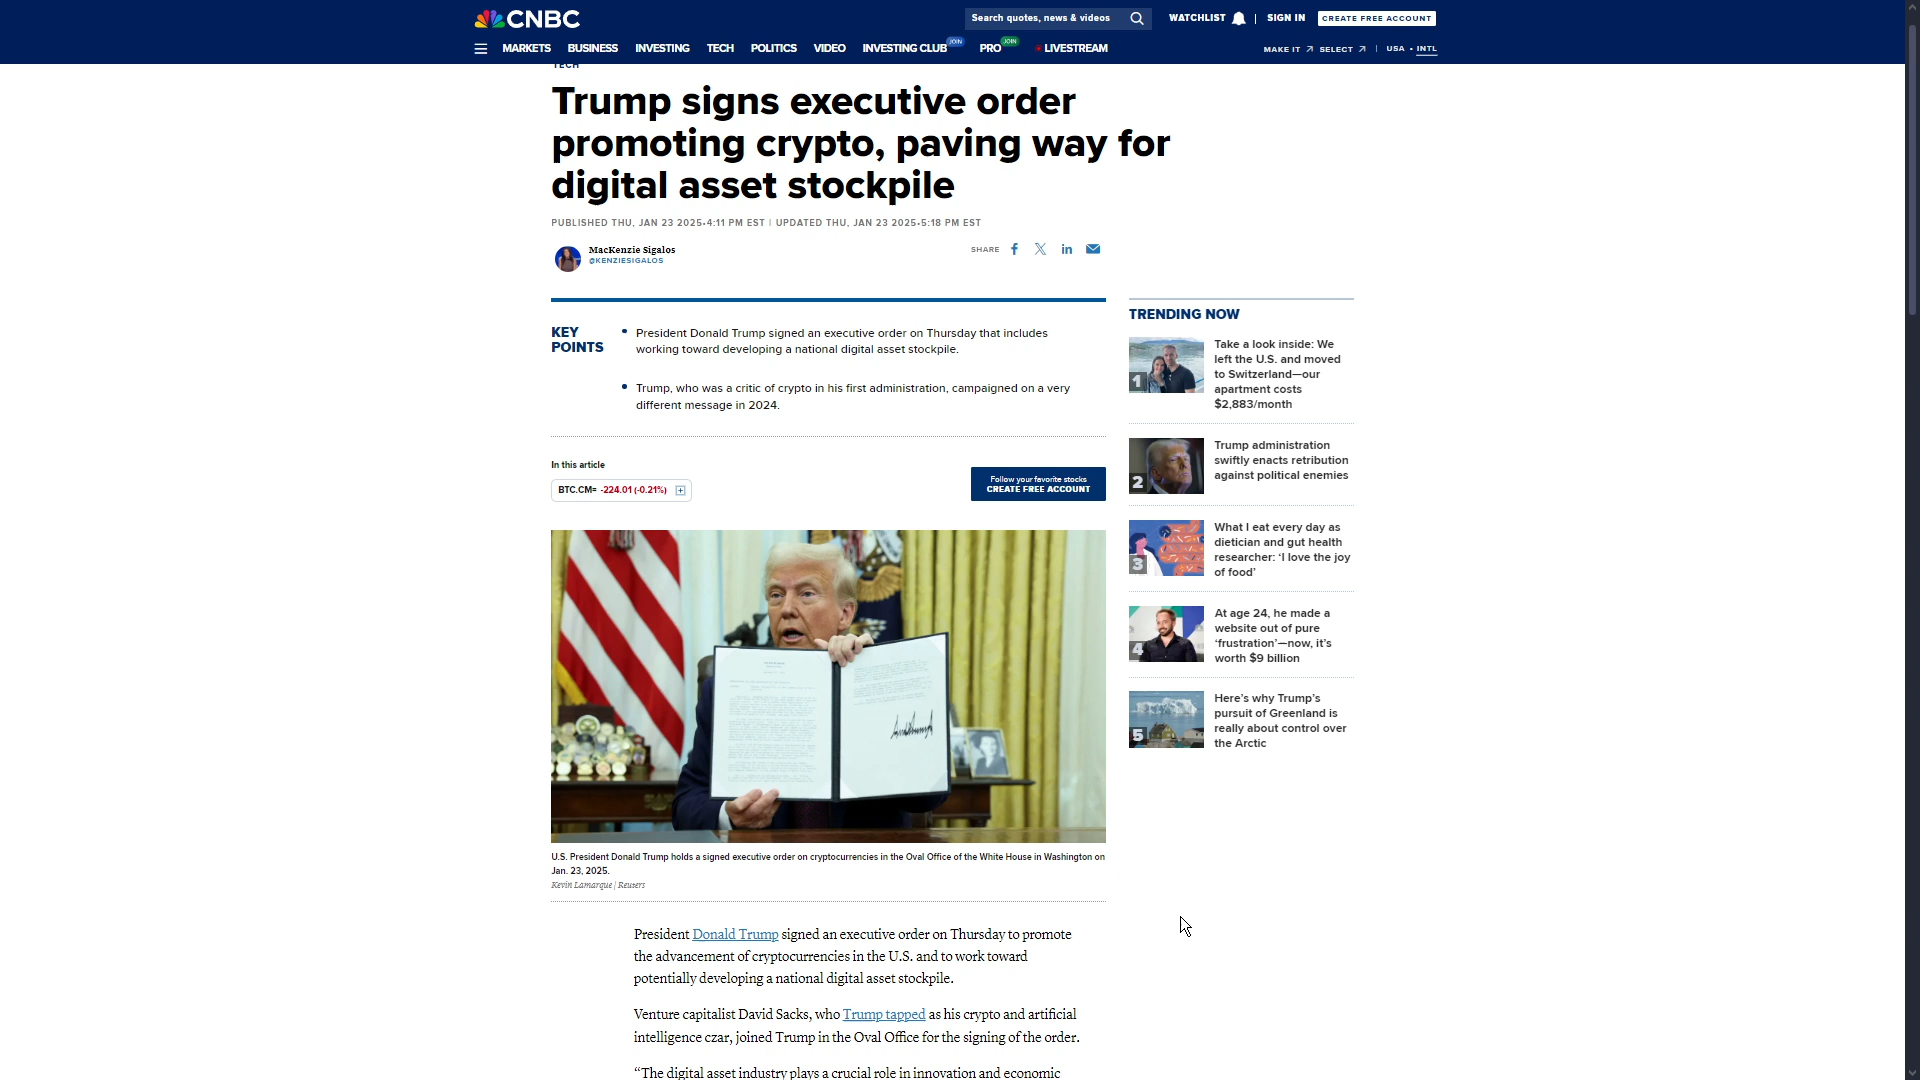 CNBC
Search quotes, news & videos
WATCHLIST
SIGN IN
CREATE FREE ACCOUNT
MARKETS
BUSINESS
INVESTING
TECH
POLITICS
VIDEO
INVESTING CLUB
JOIN
PRO
JOIN
LIVESTREAM
MAKE IT
SELECT
USA • INTL
TECH
Trump signs executive order
promoting crypto, paving way for
digital asset stockpile
PUBLISHED THU, JAN 23 2025•4:11 PM EST | UPDATED THU, JAN 23 2025•5:18 PM EST
MacKenzie Sigalos
@KENZIESIGALOS
SHARE
KEY
POINTS
President Donald Trump signed an executive order on Thursday that includes
working toward developing a national digital asset stockpile.
Trump, who was a critic of crypto in his first administration, campaigned on a very
different message in 2024.
In this article
BTC.CM= -224.01 (-0.21%)
Follow your favorite stocks
CREATE FREE ACCOUNT
U.S. President Donald Trump holds a signed executive order on cryptocurrencies in the Oval Office of the White House in Washington on
Jan. 23, 2025.
Kevin Lamarque | Reuters
President Donald Trump signed an executive order on Thursday to promote
the advancement of cryptocurrencies in the U.S. and to work toward
potentially developing a national digital asset stockpile.
Venture capitalist David Sacks, who Trump tapped as his crypto and artificial
intelligence czar, joined Trump in the Oval Office for the signing of the order.
“The digital asset industry plays a crucial role in innovation and economic
TRENDING NOW
1
Take a look inside: We
left the U.S. and moved
to Switzerland—our
apartment costs
$2,883/month
2
Trump administration
swiftly enacts retribution
against political enemies
3
What I eat every day as
dietician and gut health
researcher: ‘I love the joy
of food’
4
At age 24, he made a
website out of pure
‘frustration’—now, it’s
worth $9 billion
5
Here’s why Trump’s
pursuit of Greenland is
really about control over
the Arctic